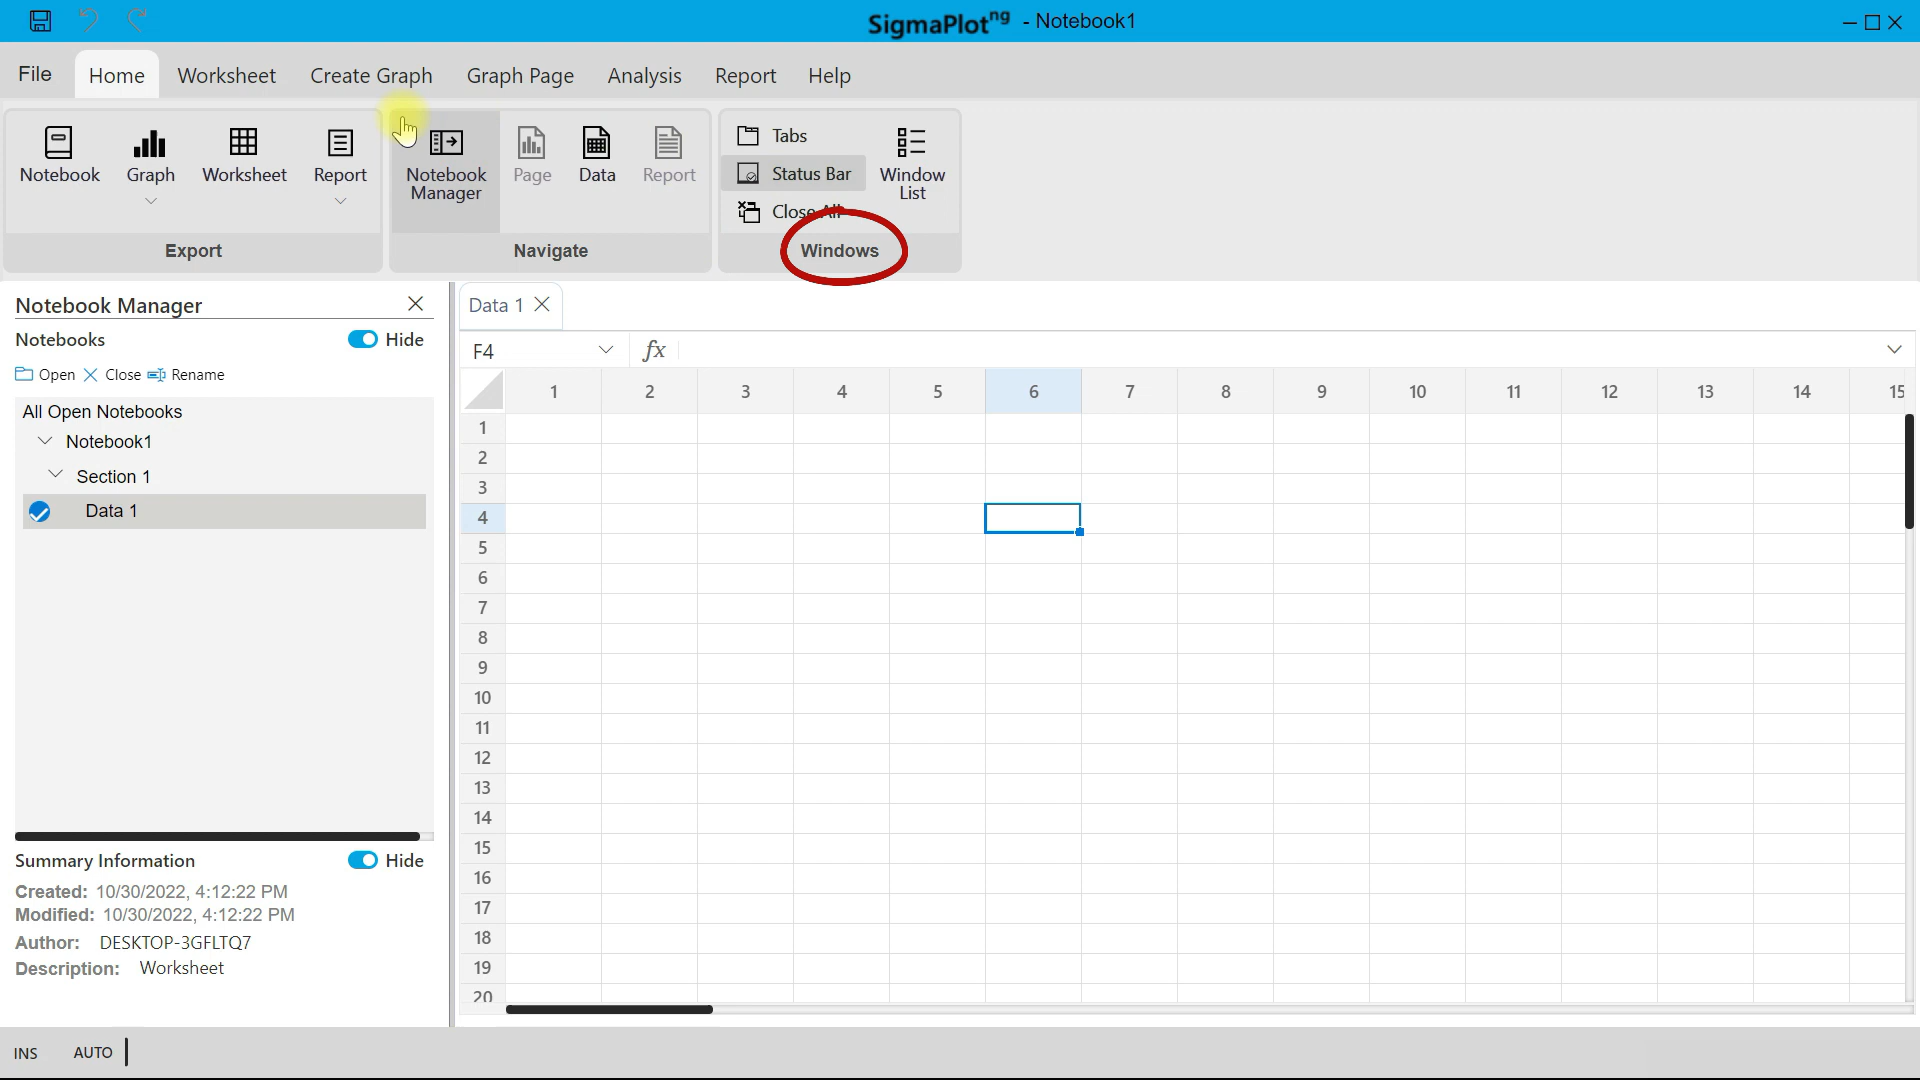 SigmaPlotng - Notebook1
File Home Worksheet Create Graph Graph Page Analysis Report Help
Notebook Graph Worksheet Report Notebook Manager Page Data Report Tabs Status Bar Close All Window List
Export Navigate Windows
Notebook Manager
Notebooks Hide
Open Close Rename
All Open Notebooks
Notebook1
Section 1
Data 1
Summary Information Hide
Created: 10/30/2022, 4:12:22 PM
Modified: 10/30/2022, 4:12:22 PM
Author: DESKTOP-3GFLTQ7
Description: Worksheet
Data 1
F4 fx
1 2 3 4 5 6 7 8 9 10 11 12 13 14 15
1
2
3
4
5
6
7
8
9
10
11
12
13
14
15
16
17
18
19
20
INS AUTO